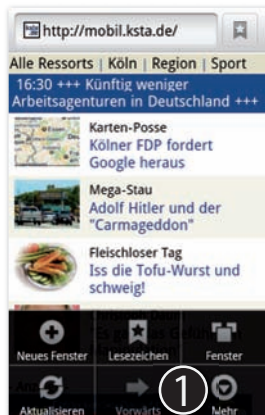 http://mobil.ksta.de/
Alle Ressorts | Köln | Region | Sport
16:30 +++ Künftig weniger
Arbeitsagenturen in Deutschland +++
Karten-Posse
Kölner FDP fordert
Google heraus
Mega-Stau
Adolf Hitler und der
"Carmageddon"
Fleischloser Tag
Iss die Tofu-Wurst und
schweig!
Neues Fenster
Lesezeichen
Fenster
Aktualisieren
Vorwärts
1
Mehr